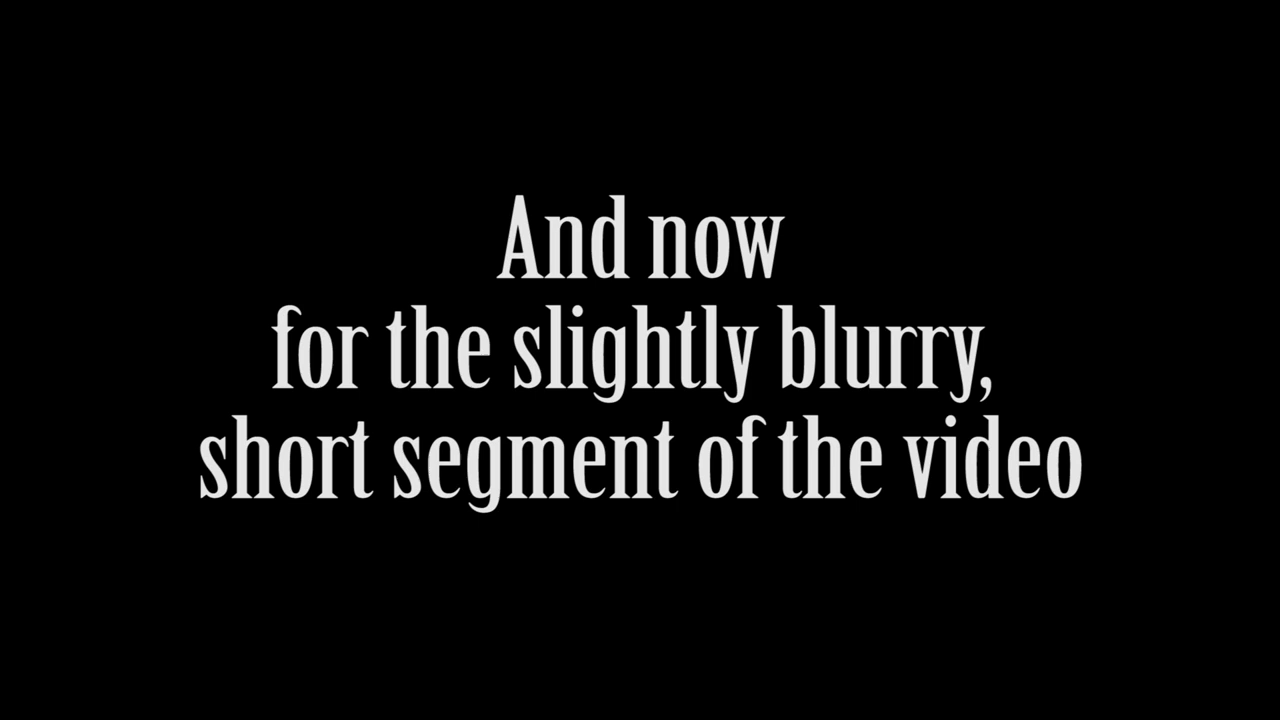 And now
for the slightly blurry,
short segment of the video